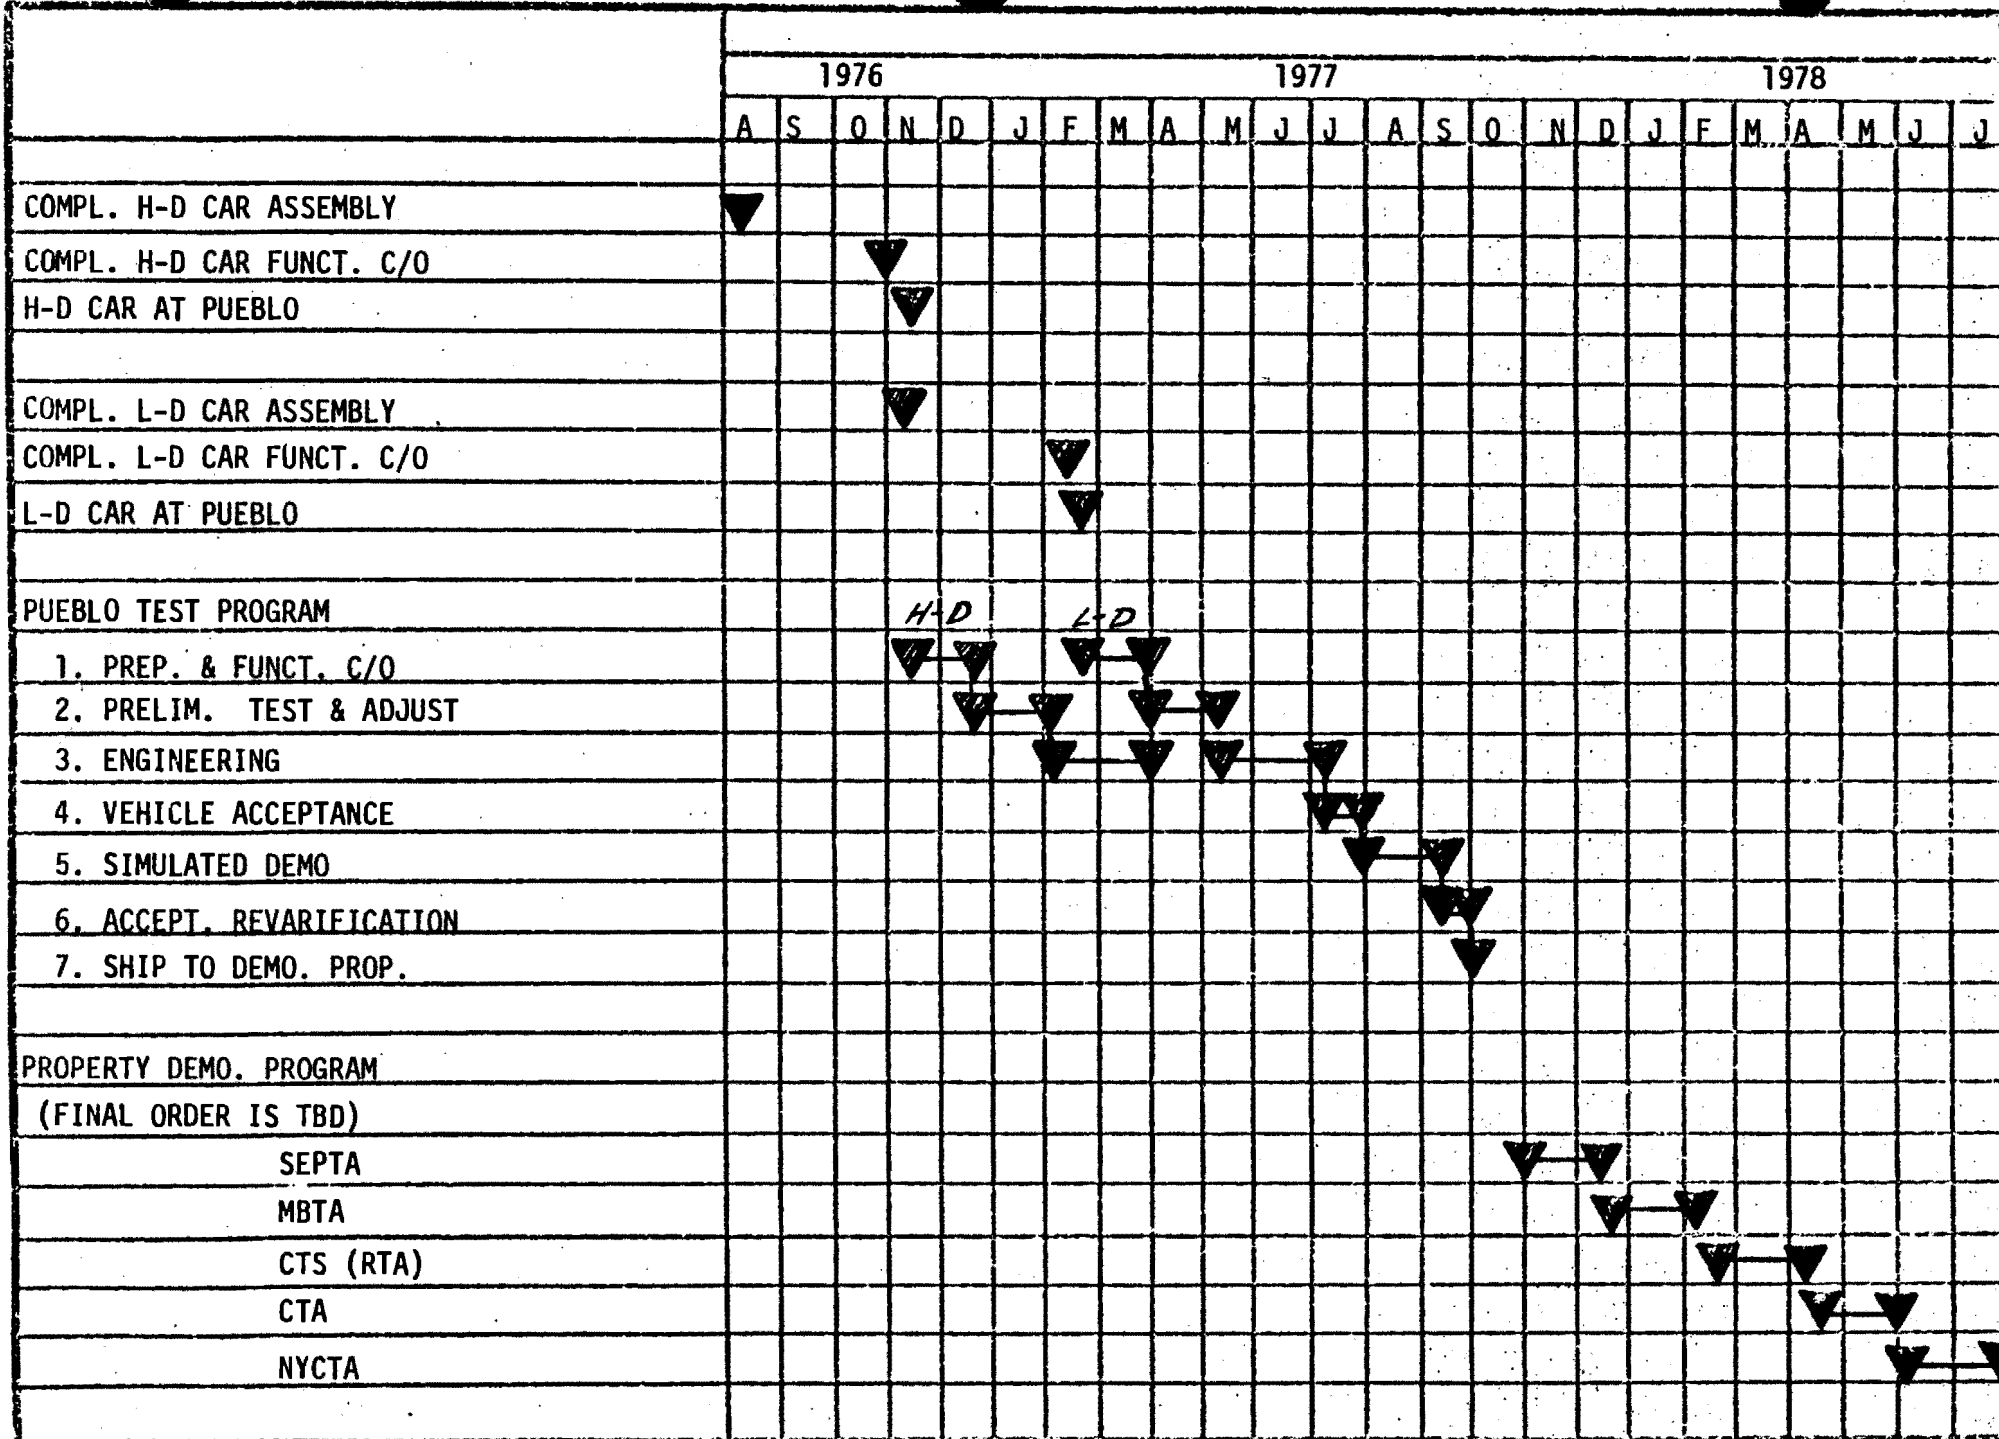 1976 1977 1978
A S O N D J F M A M J J A S O N D J F M A M J J
COMPL. H-D CAR ASSEMBLY
COMPL. H-D CAR FUNCT. C/O
H-D CAR AT PUEBLO
COMPL. L-D CAR ASSEMBLY
COMPL. L-D CAR FUNCT. C/O
L-D CAR AT PUEBLO
PUEBLO TEST PROGRAM H-D L-D
1. PREP. & FUNCT. C/O
2. PRELIM. TEST & ADJUST
3. ENGINEERING
4. VEHICLE ACCEPTANCE
5. SIMULATED DEMO
6. ACCEPT. REVARIFICATION
7. SHIP TO DEMO. PROP.
PROPERTY DEMO. PROGRAM
(FINAL ORDER IS TBD)
SEPTA
MBTA
CTS (RTA)
CTA
NYCTA